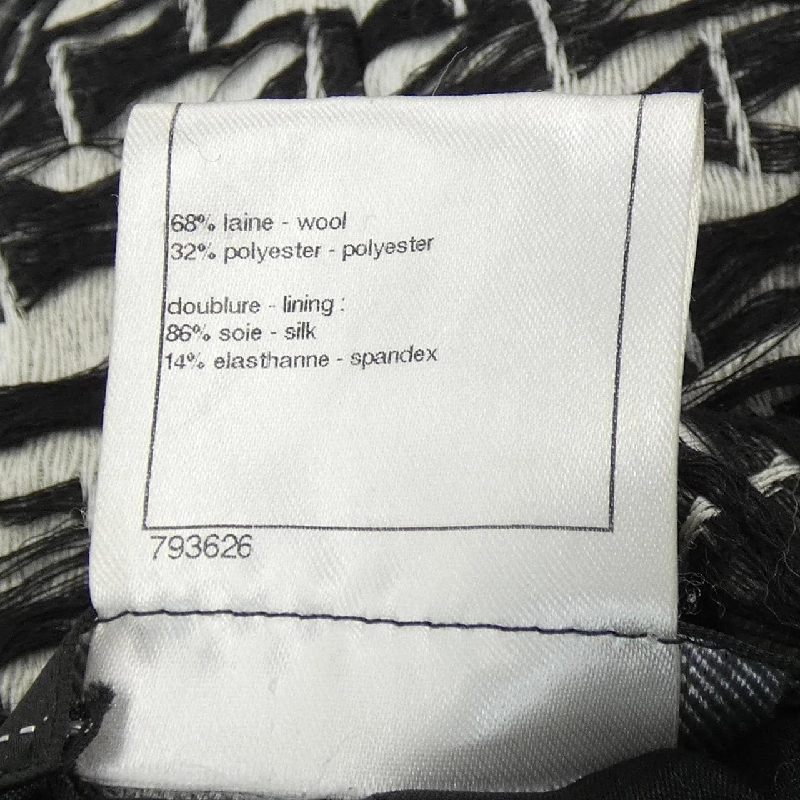 68% laine - wool
32% polyester - polyester
doublure - lining :
86% soie - silk
14% elasthanne - spandex
793626